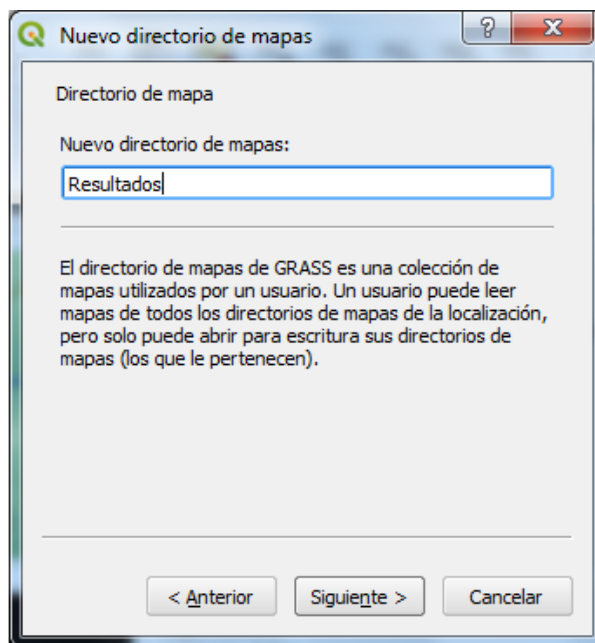 Nuevo directorio de mapas
?
X
Directorio de mapa
Nuevo directorio de mapas:
Resultados
El directorio de mapas de GRASS es una colección de
mapas utilizados por un usuario. Un usuario puede leer
mapas de todos los directorios de mapas de la localización,
pero solo puede abrir para escritura sus directorios de
mapas (los que le pertenecen).
< Anterior
Siguiente >
Cancelar